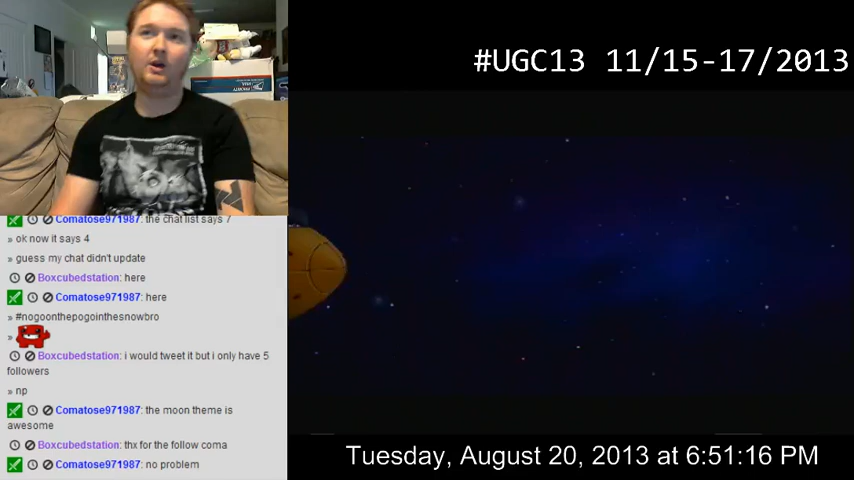 #UGC13 11/15-17/2013
Comatose971987: the chat list says 7
» ok now it says 4
» guess my chat didn't update
Boxcubedstation: here
Comatose971987: here
» #nogoonthepogointhesnowbro
»
Boxcubedstation: i would tweet it but i only have 5
followers
» np
Comatose971987: the moon theme is
awesome
Boxcubedstation: thx for the follow coma
Comatose971987: no problem
Tuesday, August 20, 2013 at 6:51:16 PM